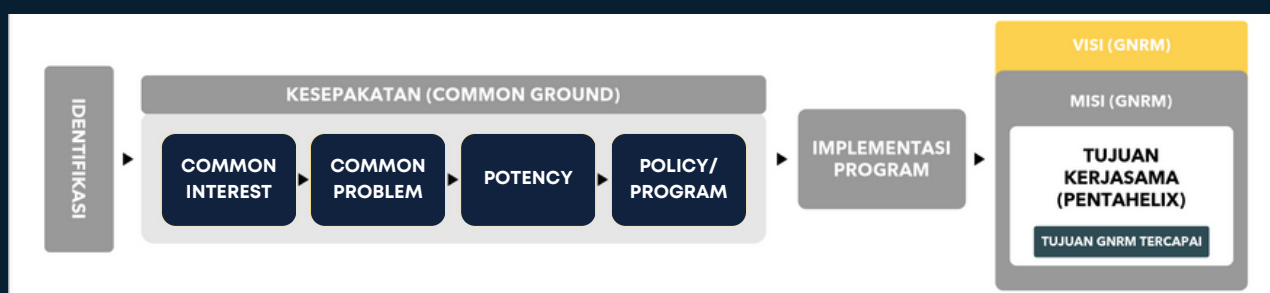 IDENTIFIKASI
KESEPAKATAN (COMMON GROUND)
COMMON
INTEREST
COMMON
PROBLEM
POTENCY
POLICY/
PROGRAM
IMPLEMENTASI
PROGRAM
VISI (GNRM)
MISI (GNRM)
TUJUAN
KERJASAMA
(PENTAHELIX)
TUJUAN GNRM TERCAPAI